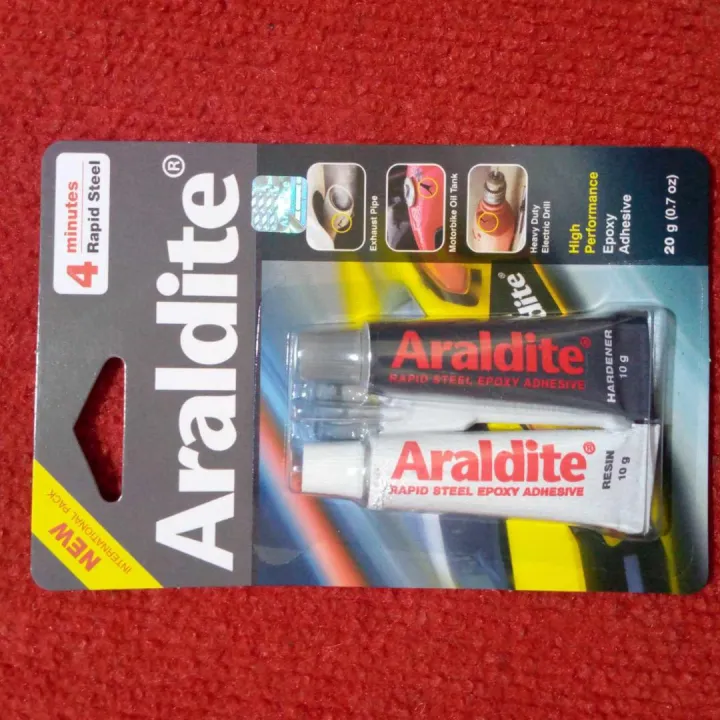 4 minutes
Rapid Steel
Araldite®
NEW
INTERNATIONAL PACK
Exhaust Pipe
Motorbike Oil Tank
Heavy Duty
Electric Drill
High
Performance
Epoxy
Adhesive
20 g (0.7 oz)
dite®
Araldite®
RAPID STEEL EPOXY ADHESIVE
HARDENER
10 g
Araldite®
RAPID STEEL EPOXY ADHESIVE
RESIN
10 g